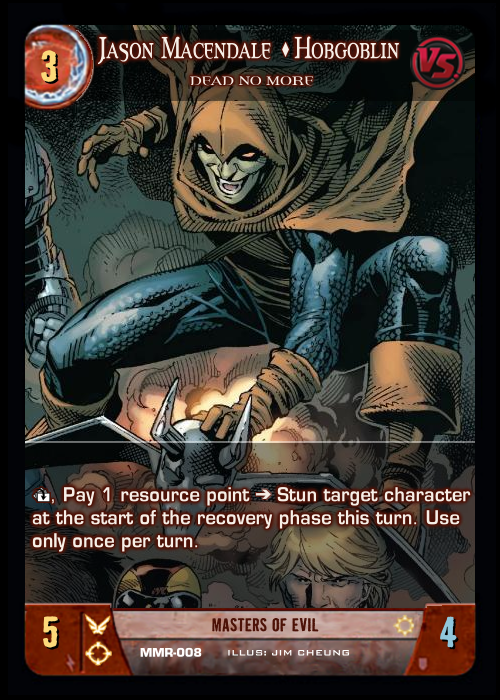 3
Jason Macendale ♦ Hobgoblin
VS.
Dead No More
, Pay 1 resource point ➔ Stun target character
at the start of the recovery phase this turn. Use
only once per turn.
5
Masters of Evil
4
MMR-008 Illus: Jim Cheung